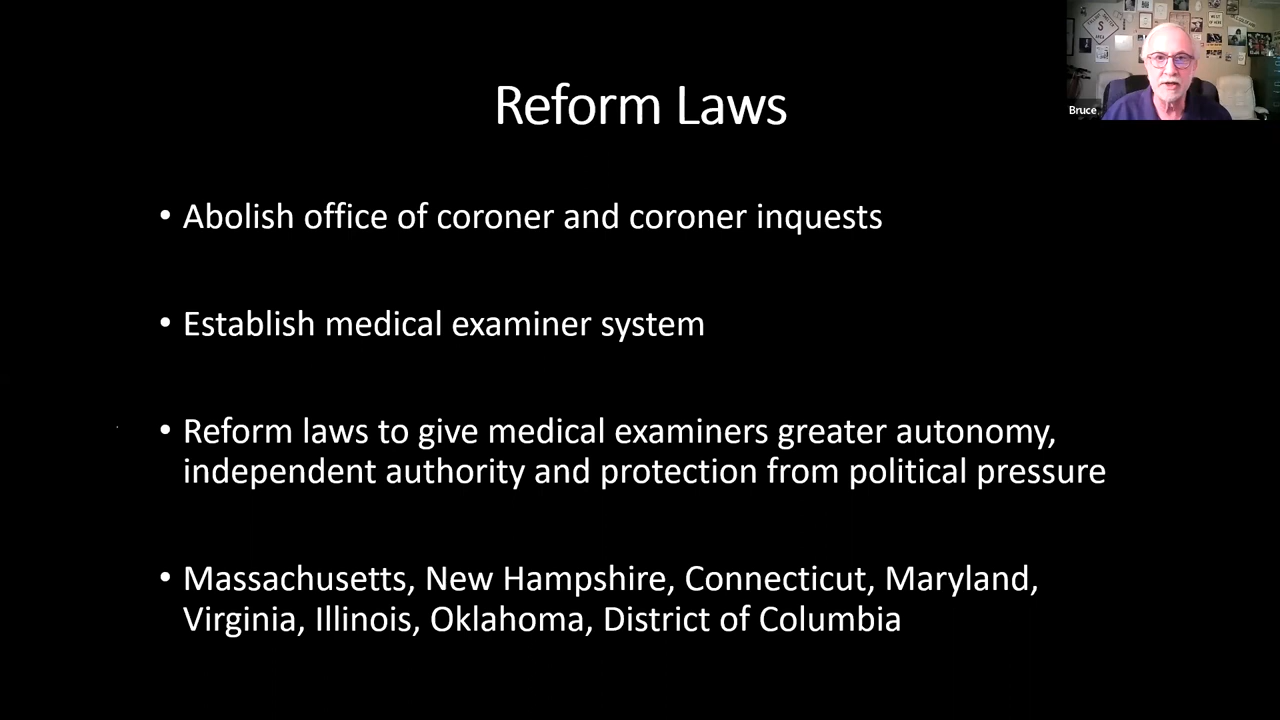 Reform Laws
Bruce
• Abolish office of coroner and coroner inquests
• Establish medical examiner system
• Reform laws to give medical examiners greater autonomy,
independent authority and protection from political pressure
• Massachusetts, New Hampshire, Connecticut, Maryland,
Virginia, Illinois, Oklahoma, District of Columbia